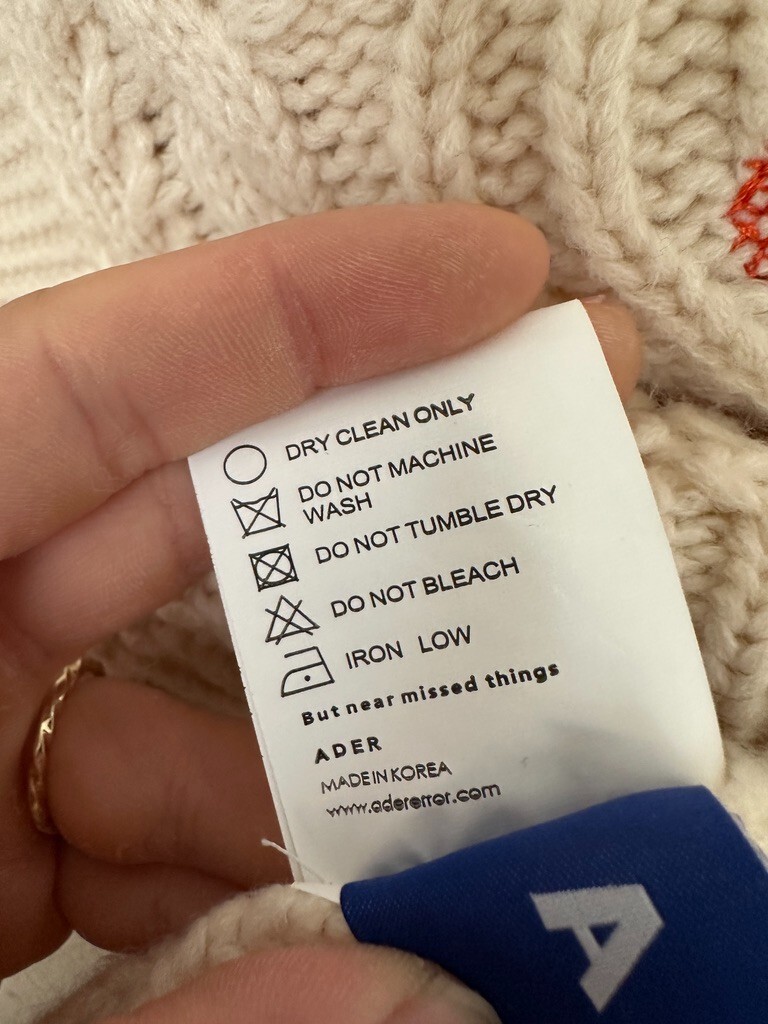 DRY CLEAN ONLY
DO NOT MACHINE
WASH
DO NOT TUMBLE DRY
DO NOT BLEACH
IRON LOW
But near missed things
ADER
MADE IN KOREA
www.adererror.com
A